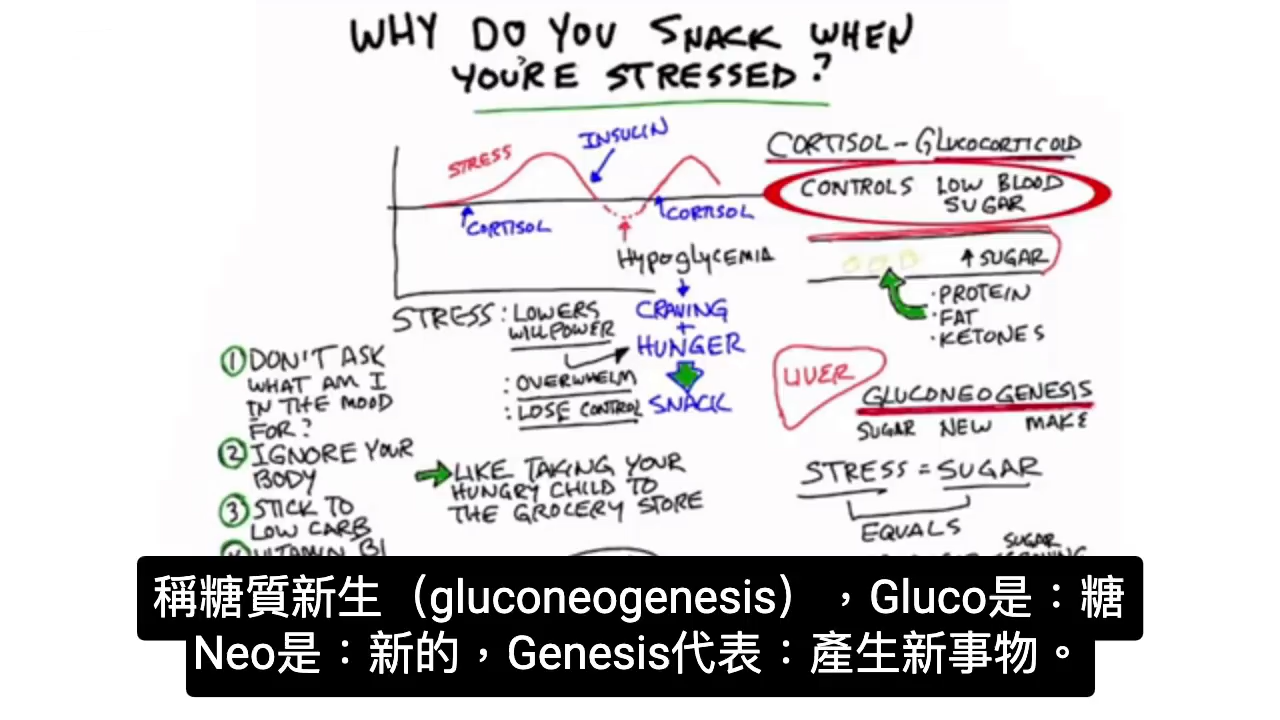 WHY DO YOU SNACK WHEN
YOU'RE STRESSED?
STRESS
INSULIN
CORTISOL
CORTISOL
HYPOGLYCEMIA
CRAVING
+
HUNGER
SNACK
STRESS: LOWERS
WILLPOWER
: OVERWHELM
: LOSE CONTROL
① DON'T ASK
WHAT AM I
IN THE MOOD
FOR?
② IGNORE YOUR
BODY
③ STICK TO
LOW CARB
LIKE TAKING YOUR
HUNGRY CHILD TO
THE GROCERY STORE
CORTISOL - GLUCOCORTICOID
CONTROLS LOW BLOOD
SUGAR
↑ SUGAR
· PROTEIN
· FAT
· KETONES
LIVER
GLUCONEOGENESIS
SUGAR NEW MAKE
STRESS = SUGAR
EQUALS
SUGAR
稱糖質新生（gluconeogenesis），Gluco是：糖
Neo是：新的，Genesis代表：產生新事物。